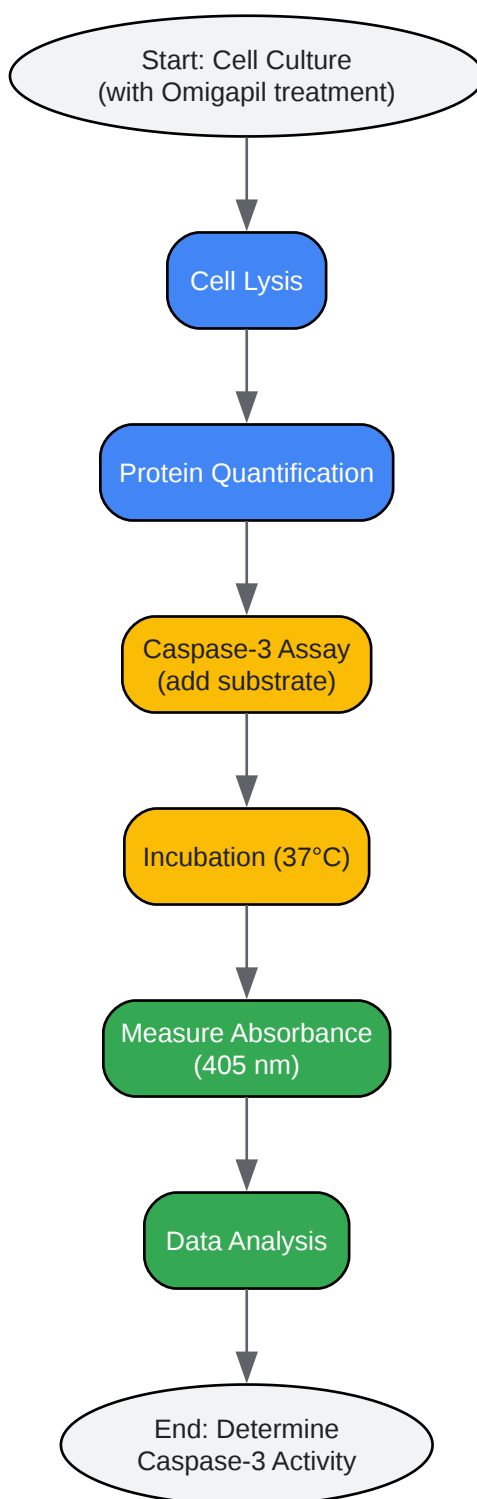 Start: Cell Culture
(with Omigapil treatment)
Cell Lysis
Protein Quantification
Caspase-3 Assay
(add substrate)
Incubation (37°C)
Measure Absorbance
(405 nm)
Data Analysis
End: Determine
Caspase-3 Activity